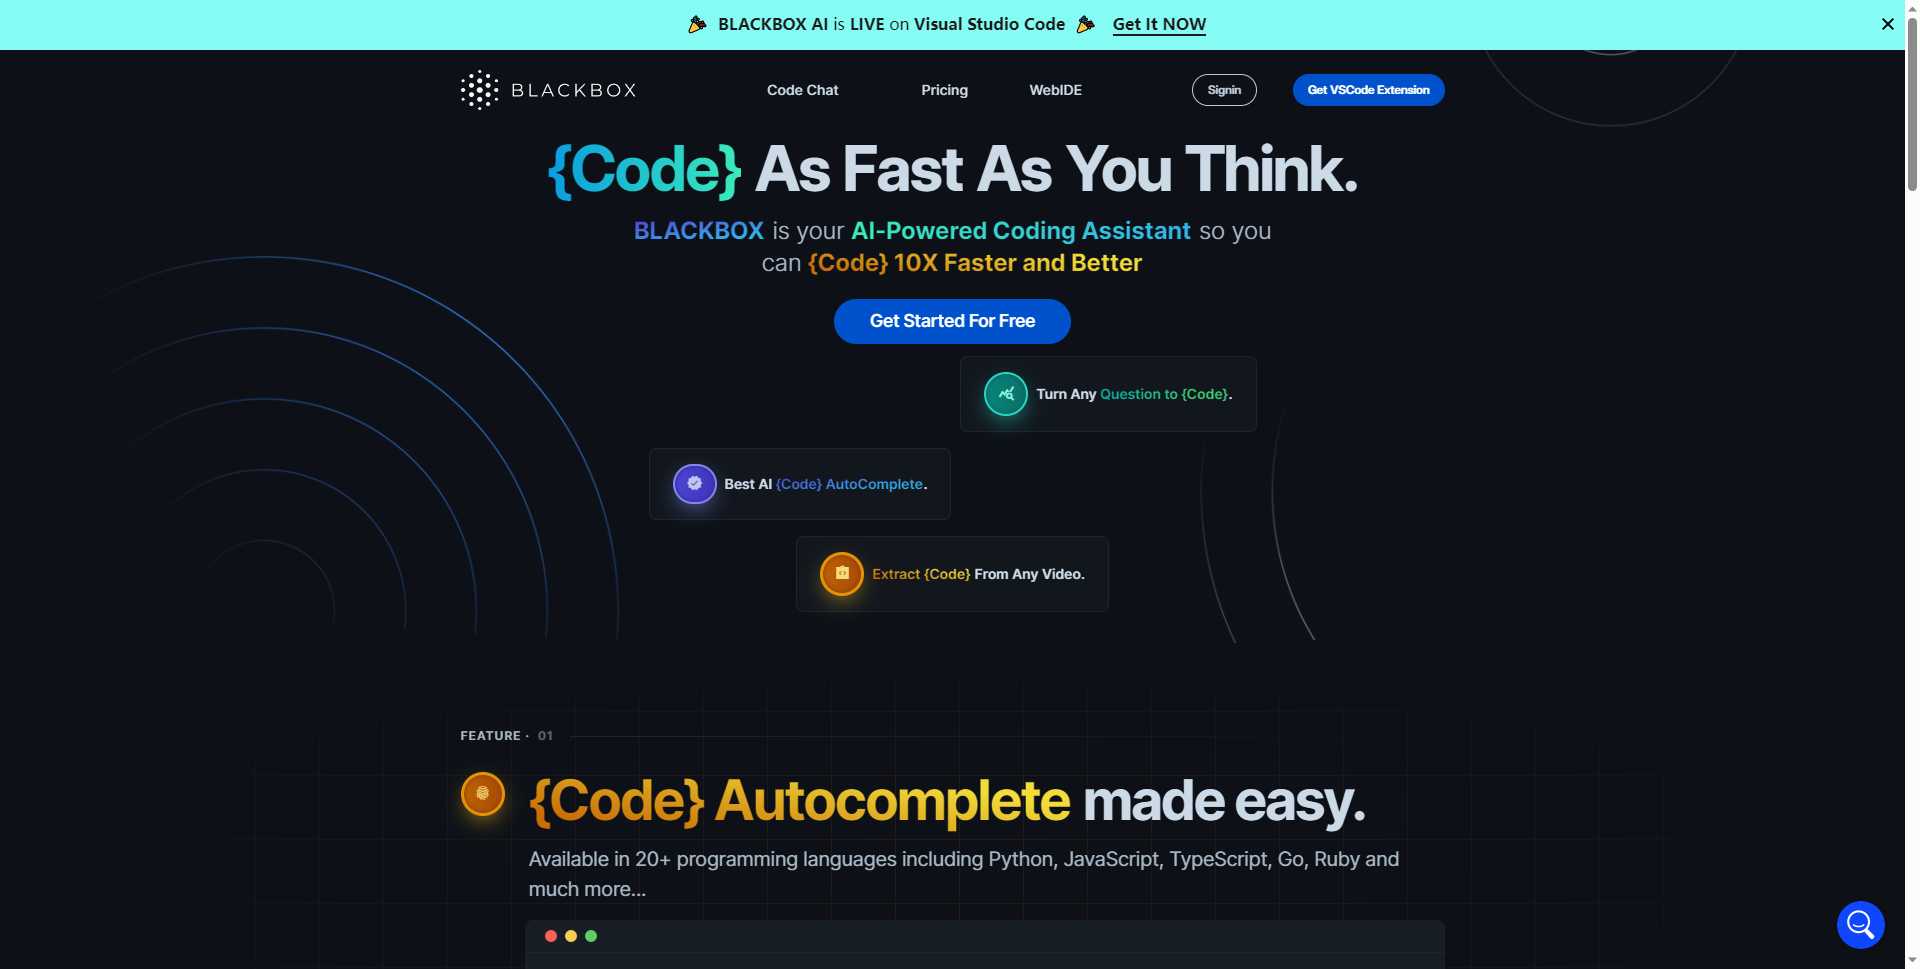 BLACKBOX AI is LIVE on Visual Studio Code Get It NOW
BLACKBOX Code Chat Pricing WebIDE Signin Get VSCode Extension
{Code} As Fast As You Think.
BLACKBOX is your AI-Powered Coding Assistant so you
can {Code} 10X Faster and Better
Get Started For Free
Turn Any Question to {Code}.
Best AI {Code} AutoComplete.
Extract {Code} From Any Video.
FEATURE · 01
{Code} Autocomplete made easy.
Available in 20+ programming languages including Python, JavaScript, TypeScript, Go, Ruby and
much more...